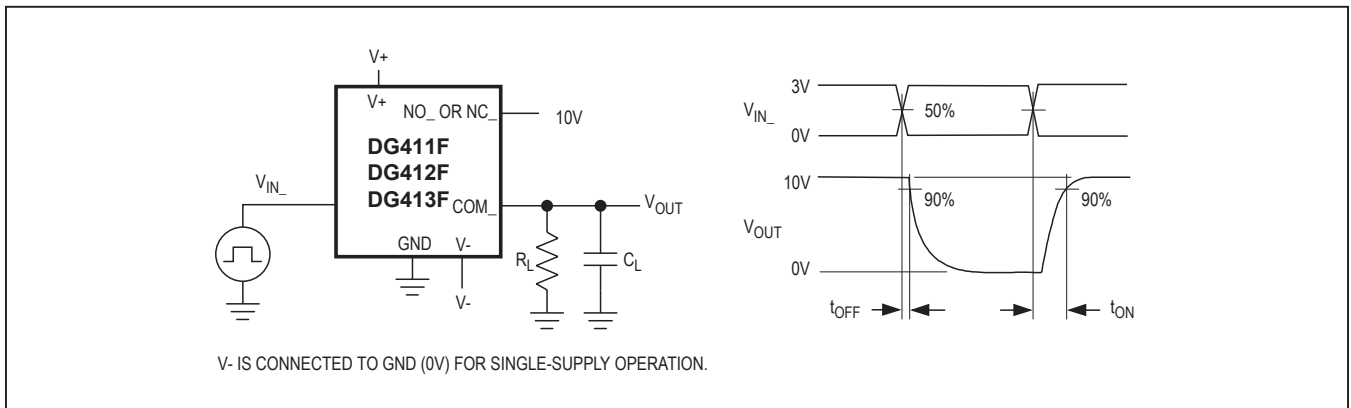 V+
V+
NO_ OR NC_
10V
DG411F
DG412F
DG413F
V_IN_
COM_
V_OUT
GND
V-
R_L
C_L
V-
3V
V_IN_
50%
0V
10V
90%
90%
V_OUT
0V
t_OFF
t_ON
V- IS CONNECTED TO GND (0V) FOR SINGLE-SUPPLY OPERATION.